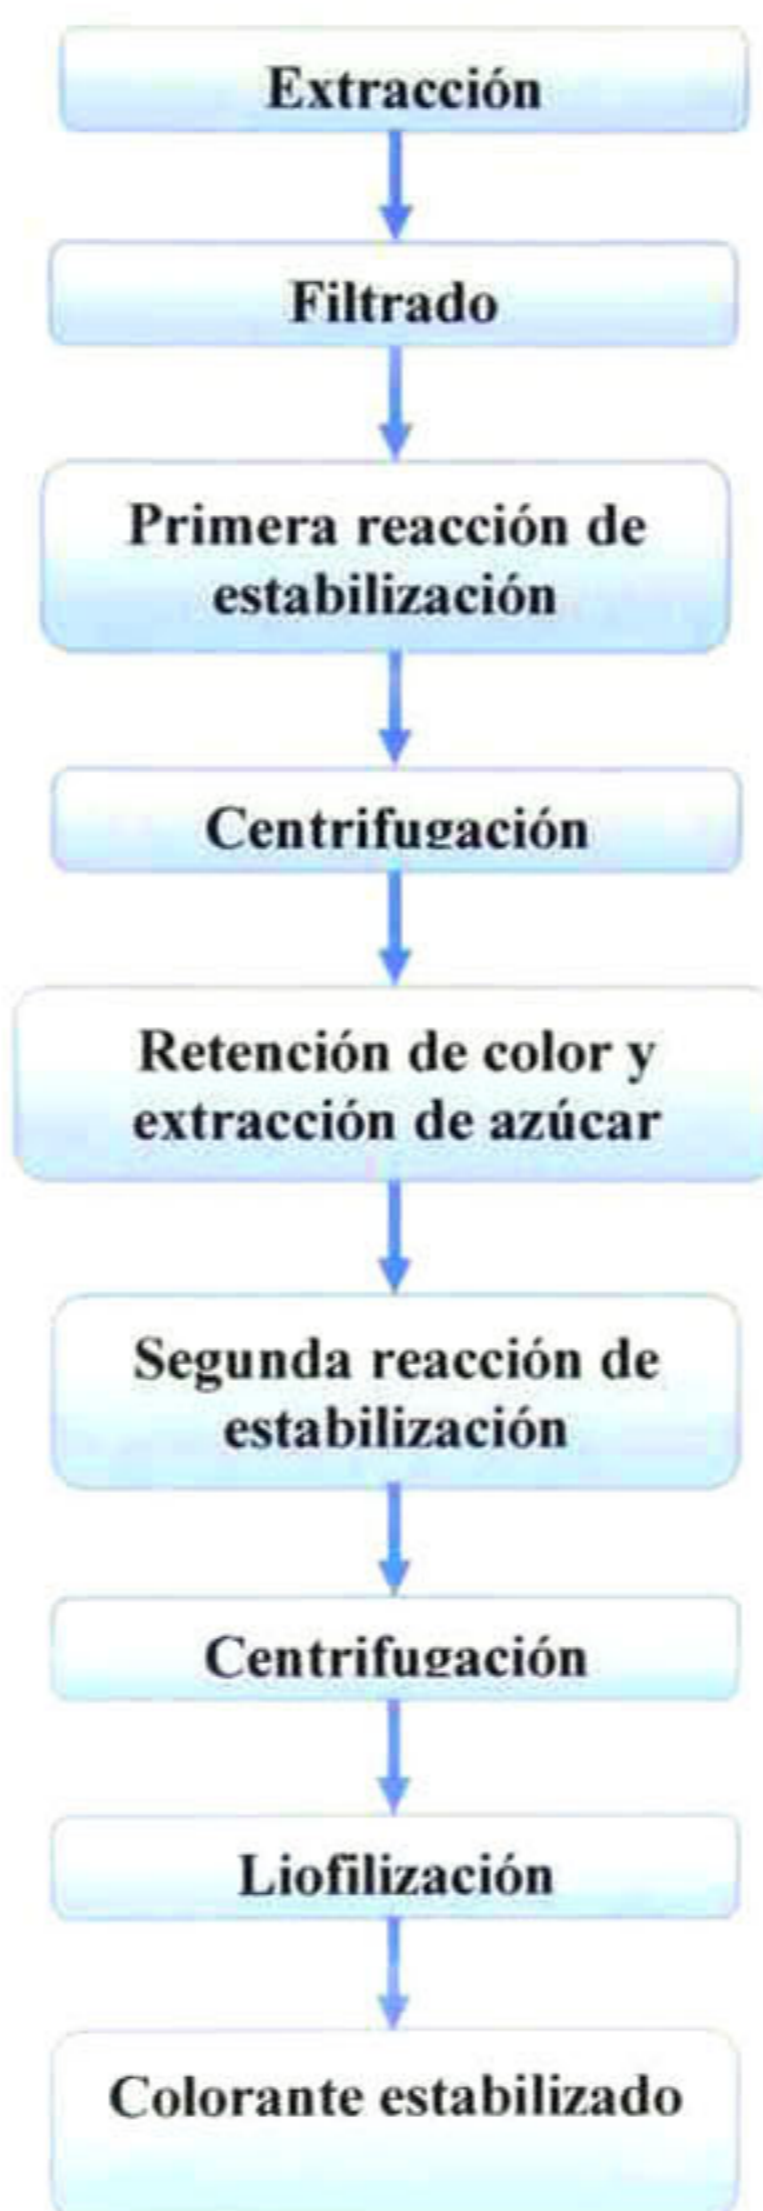 Extracción
Filtrado
Primera reacción de
estabilización
Centrifugación
Retención de color y
extracción de azúcar
Segunda reacción de
estabilización
Centrifugación
Liofilización
Colorante estabilizado